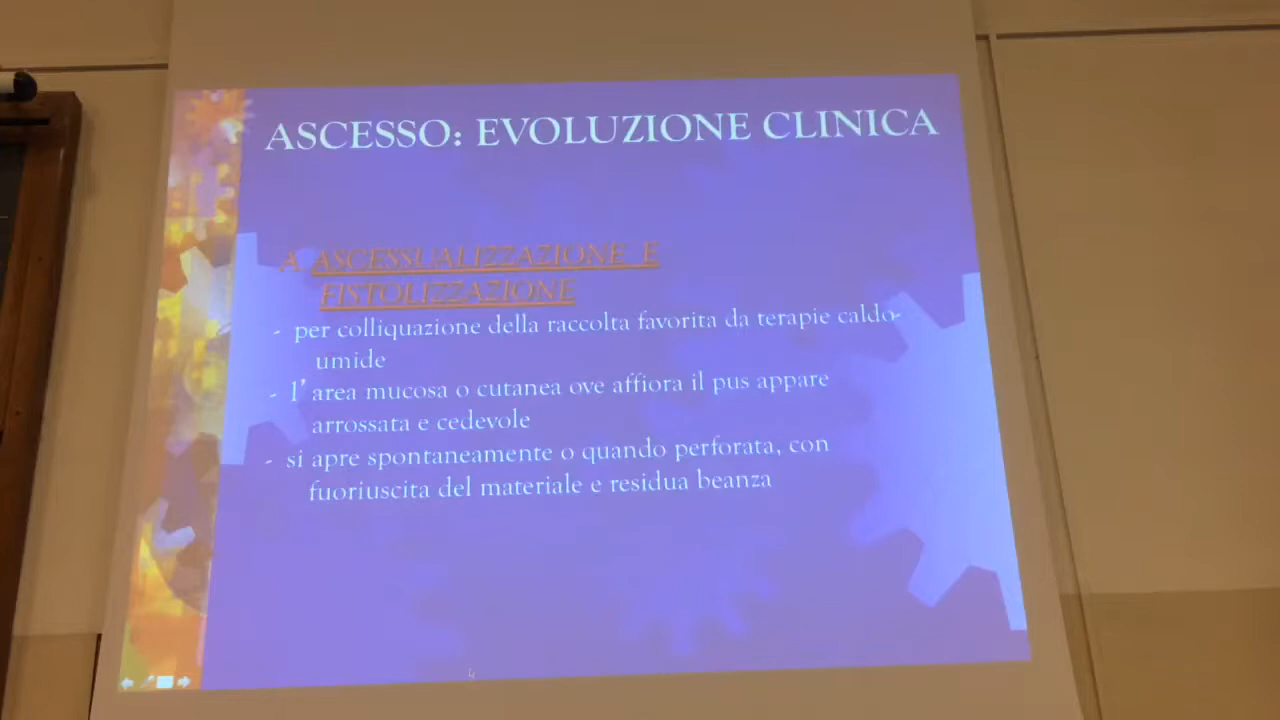 ASCESSO: EVOLUZIONE CLINICA
A ASCESSUALIZZAZIONE E
FISTOLIZZAZIONE
- per colliquazione della raccolta favorita da terapie caldo-
umide
- l' area mucosa o cutanea ove affiora il pus appare
arrossata e cedevole
- si apre spontaneamente o quando perforata, con
fuoriuscita del materiale e residua beanza